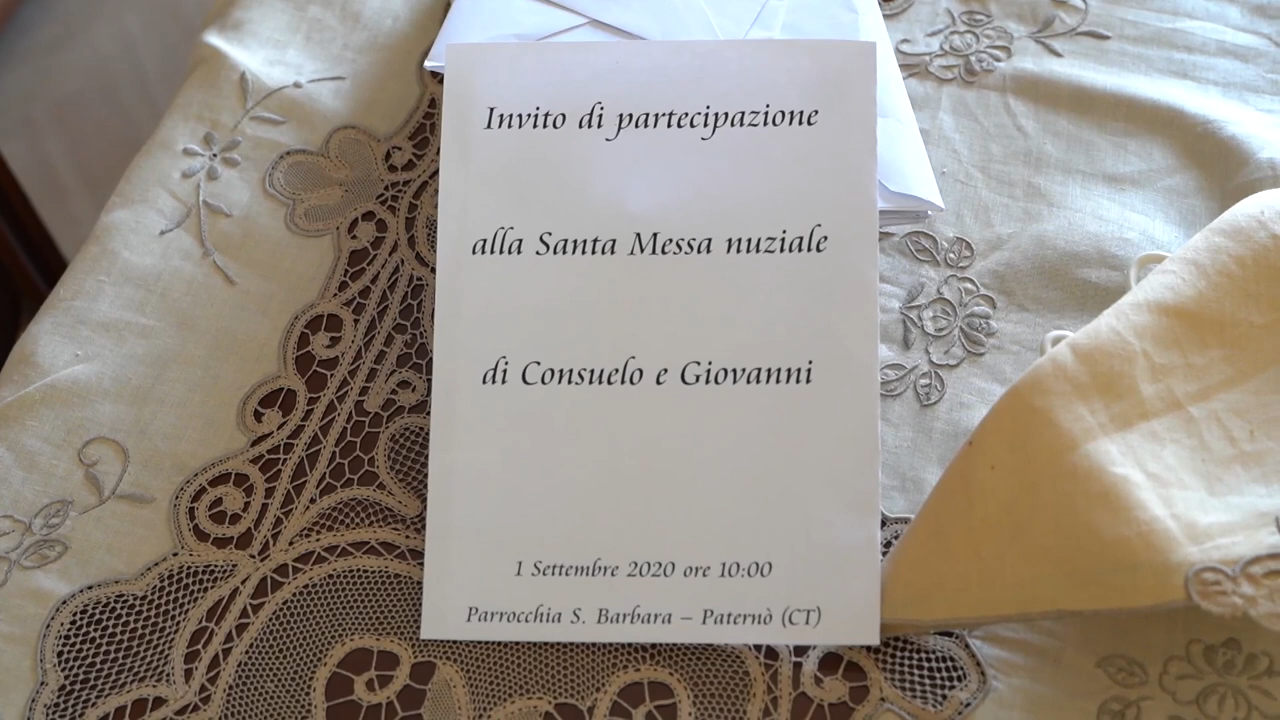 Invito di partecipazione
alla Santa Messa nuziale
di Consuelo e Giovanni
1 Settembre 2020 ore 10:00
Parrocchia S. Barbara – Paternò (CT)